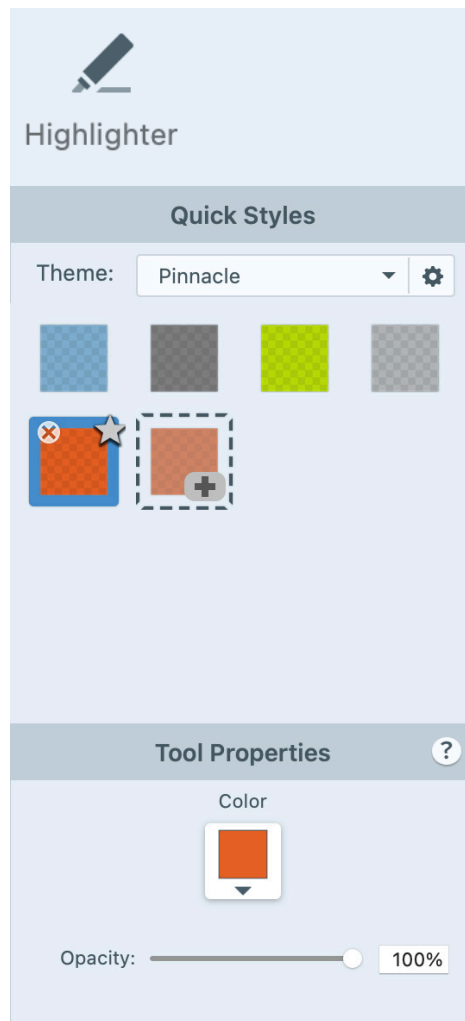 Highlighter
Quick Styles
Theme: Pinnacle
Tool Properties ?
Color
Opacity: 100%